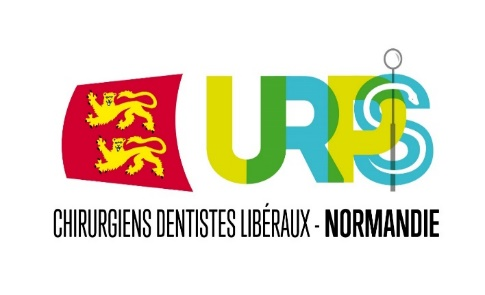 URPS
CHIRURGIENS DENTISTES LIBÉRAUX - NORMANDIE